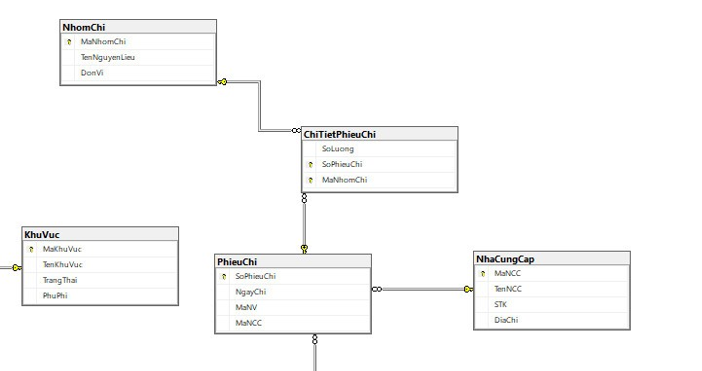 NhomChi
MaNhomChi
TenNguyenLieu
DonVi
ChiTietPhieuChi
SoLuong
SoPhieuChi
MaNhomChi
KhuVuc
MaKhuVuc
TenKhuVuc
TrangThai
PhuPhi
PhieuChi
SoPhieuChi
NgayChi
MaNV
MaNCC
NhaCungCap
MaNCC
TenNCC
STK
DiaChi